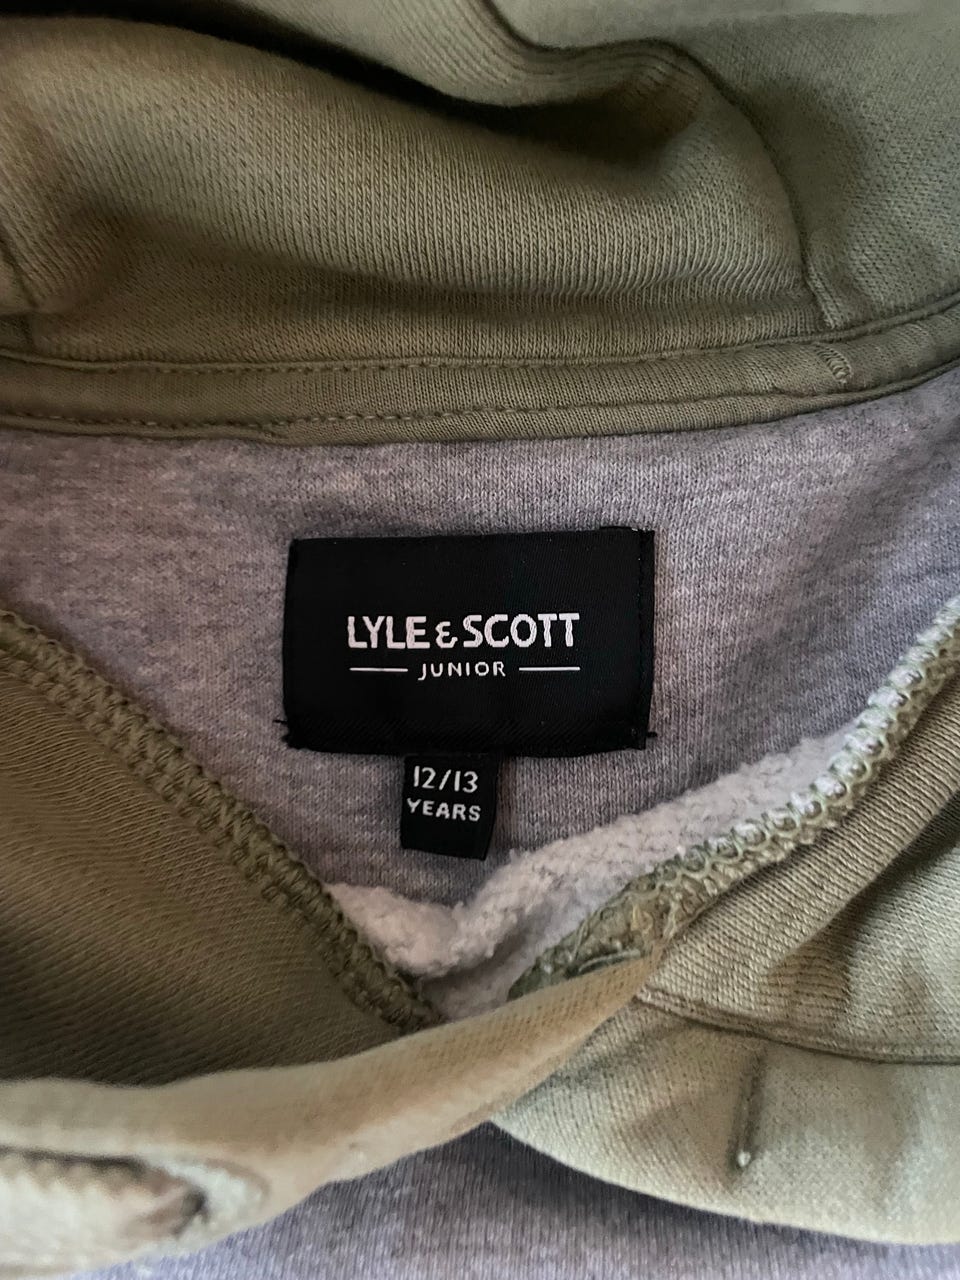 LYLE & SCOTT
JUNIOR
12/13
YEARS